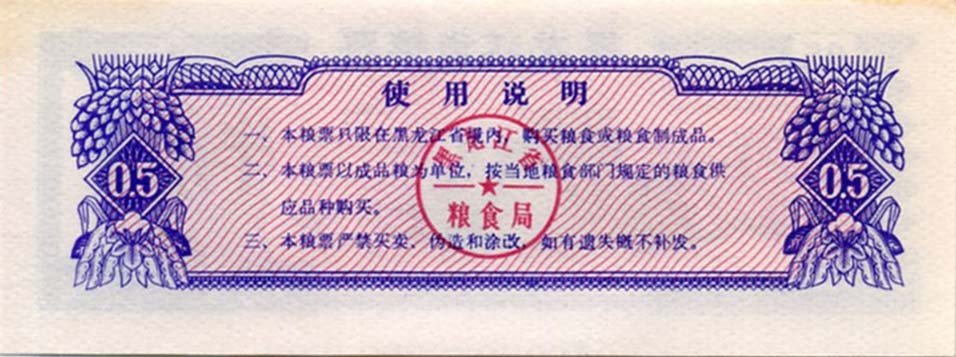 使用说明
一、本粮票只限在黑龙江省境内，购买粮食或粮食制成品。
二、本粮票以成品粮为单位，按当地粮食部门规定的粮食供
应品种购买。
三、本粮票严禁买卖、伪造和涂改，如有遗失概不补发。
0.5
0.5
黑龙江省
粮食局